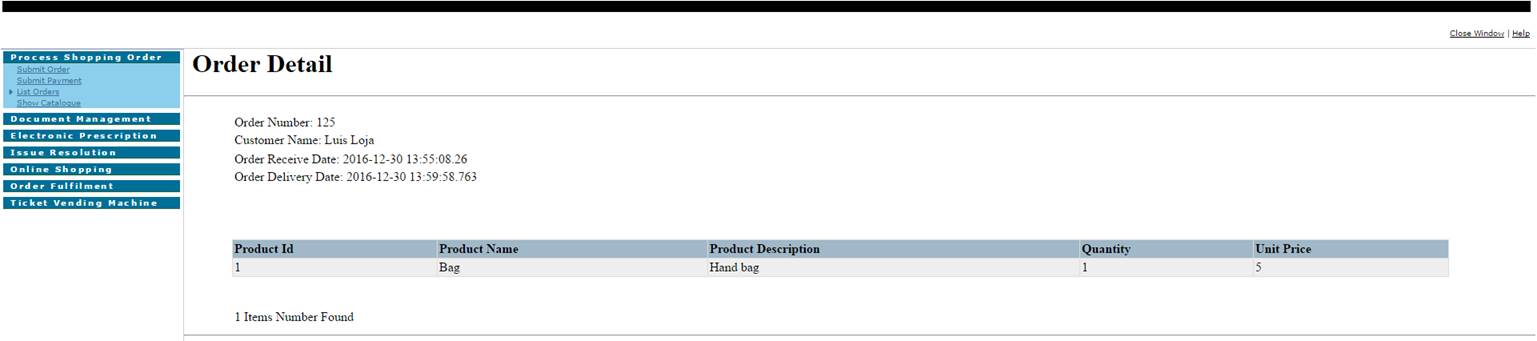 Close Window | Help
Process Shopping Order
Submit Order
Submit Payment
List Orders
Show Catalogue
Document Management
Electronic Prescription
Issue Resolution
Online Shopping
Order Fulfilment
Ticket Vending Machine
Order Detail
Order Number: 125
Customer Name: Luis Loja
Order Receive Date: 2016-12-30 13:55:08.26
Order Delivery Date: 2016-12-30 13:59:58.763
Product Id Product Name Product Description Quantity Unit Price
1 Bag Hand bag 1 5
1 Items Number Found